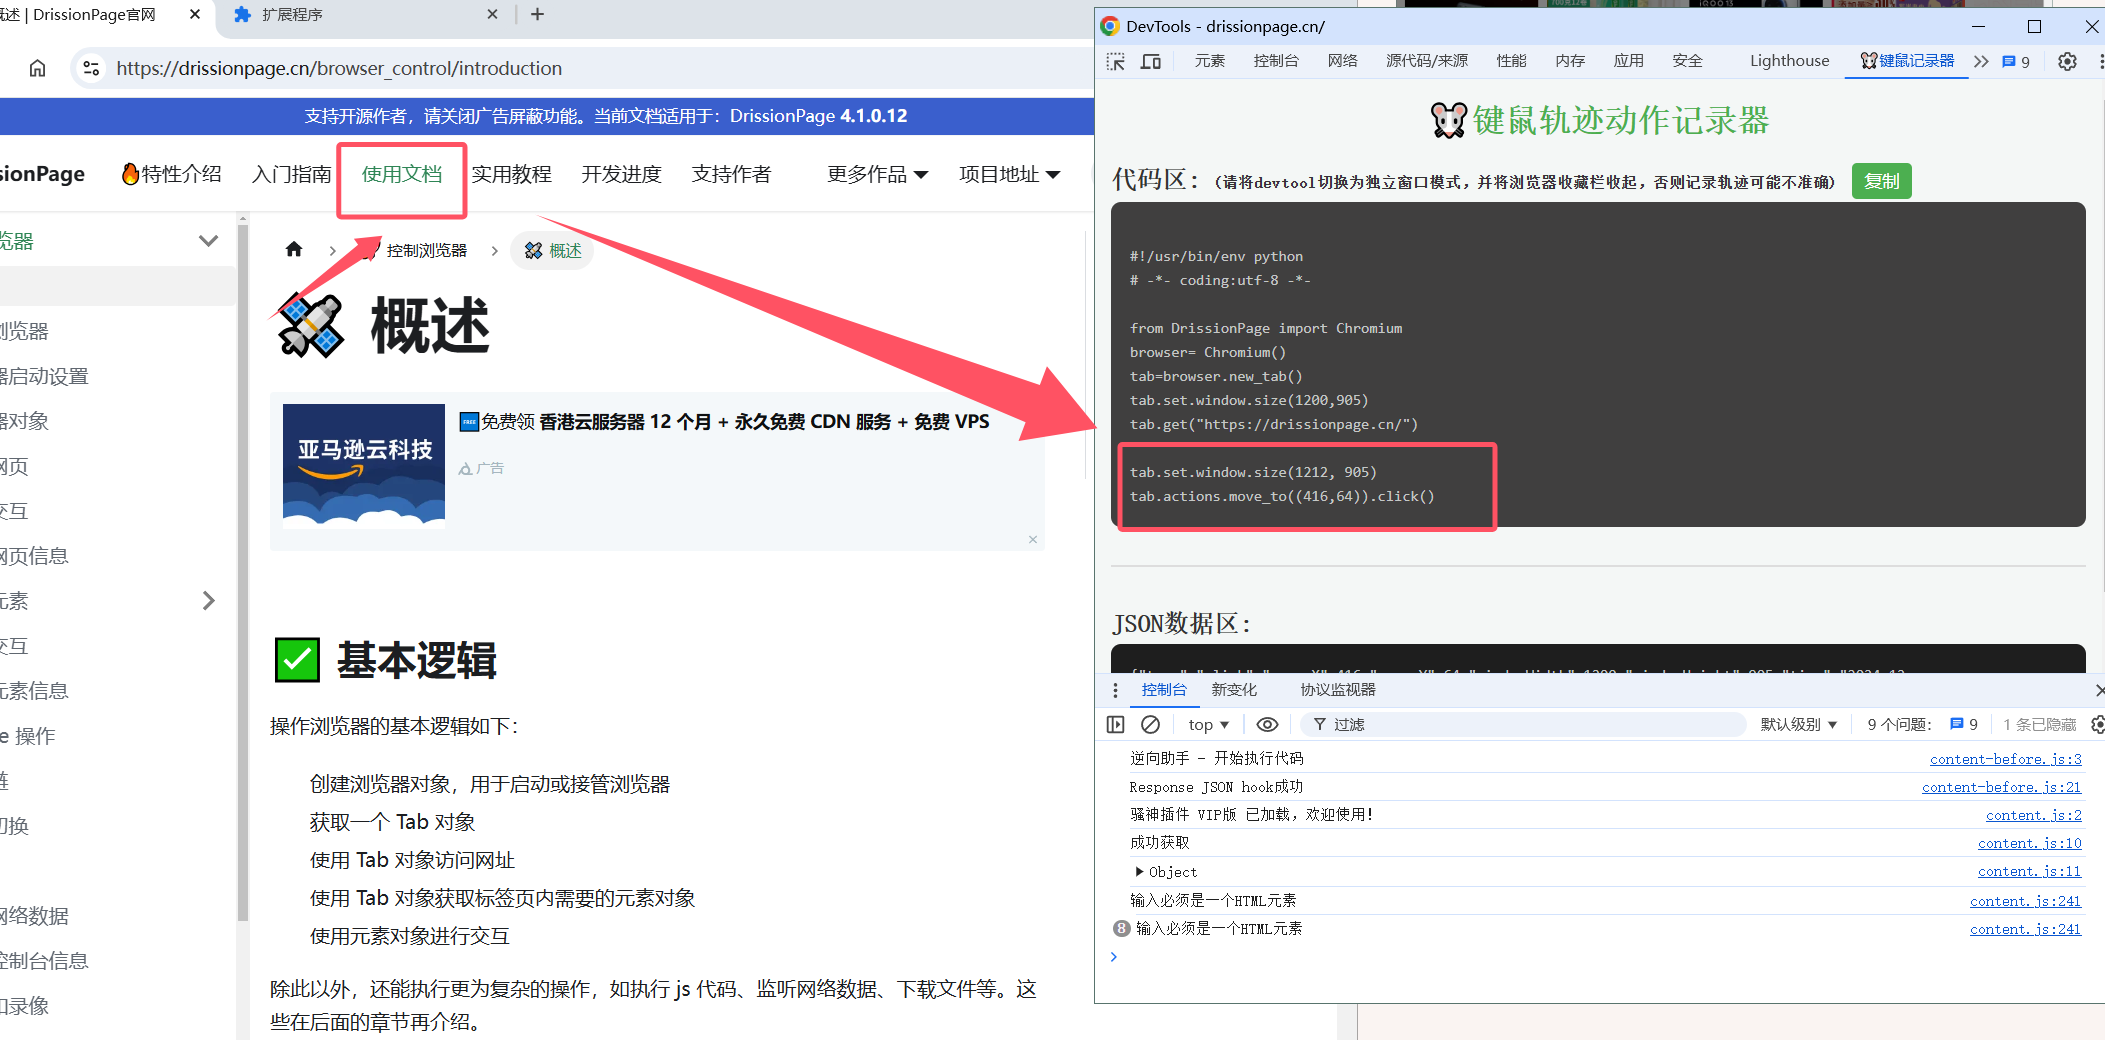 概述 | DrissionPage官网
扩展程序
https://drissionpage.cn/browser_control/introduction
支持开源作者，请关闭广告屏蔽功能。当前文档适用于：DrissionPage 4.1.0.12
ssionPage
🔥特性介绍
入门指南
使用文档
实用教程
开发进度
支持作者
更多作品
项目地址
览器
浏览器
器启动设置
器对象
网页
交互
网页信息
元素
交互
元素信息
e 操作
链
切换
网络数据
控制台信息
和录像
控制浏览器
概述
概述
亚马逊云科技
FREE 免费领 香港云服务器 12 个月 + 永久免费 CDN 服务 + 免费 VPS
广告
✅ 基本逻辑
操作浏览器的基本逻辑如下：
创建浏览器对象，用于启动或接管浏览器
获取一个 Tab 对象
使用 Tab 对象访问网址
使用 Tab 对象获取标签页内需要的元素对象
使用元素对象进行交互
除此以外，还能执行更为复杂的操作，如执行 js 代码、监听网络数据、下载文件等。这
些在后面的章节再介绍。
DevTools - drissionpage.cn/
元素
控制台
网络
源代码/来源
性能
内存
应用
安全
Lighthouse
🐭键鼠记录器
9
🐭键鼠轨迹动作记录器
代码区：（请将devtool切换为独立窗口模式，并将浏览器收藏栏收起，否则记录轨迹可能不准确） 复制
#!/usr/bin/env python
# -*- coding:utf-8 -*-
from DrissionPage import Chromium
browser= Chromium()
tab=browser.new_tab()
tab.set.window.size(1200,905)
tab.get("https://drissionpage.cn/")
tab.set.window.size(1212, 905)
tab.actions.move_to((416,64)).click()
JSON数据区：
控制台
新变化
协议监视器
top
过滤
默认级别
9 个问题：
9
1 条已隐藏
逆向助手 - 开始执行代码 content-before.js:3
Response JSON hook成功 content-before.js:21
骚神插件 VIP版 已加载，欢迎使用！ content.js:2
成功获取 content.js:10
▶Object content.js:11
输入必须是一个HTML元素 content.js:241
8 输入必须是一个HTML元素 content.js:241